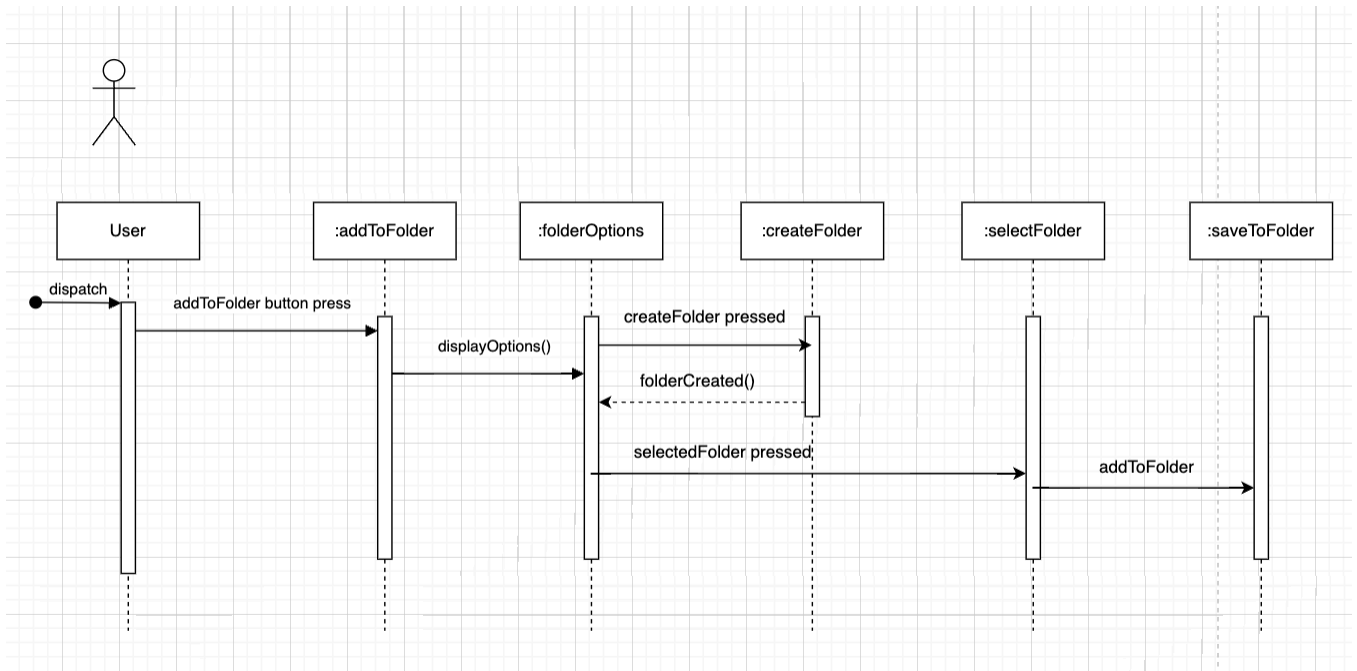 User
:addToFolder
:folderOptions
:createFolder
:selectFolder
:saveToFolder
dispatch
addToFolder button press
createFolder pressed
displayOptions()
folderCreated()
selectedFolder pressed
addToFolder